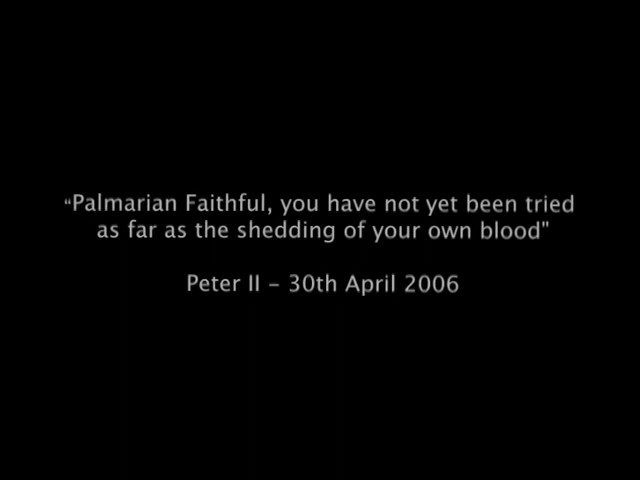 “Palmarian Faithful, you have not yet been tried
as far as the shedding of your own blood"
Peter II – 30th April 2006